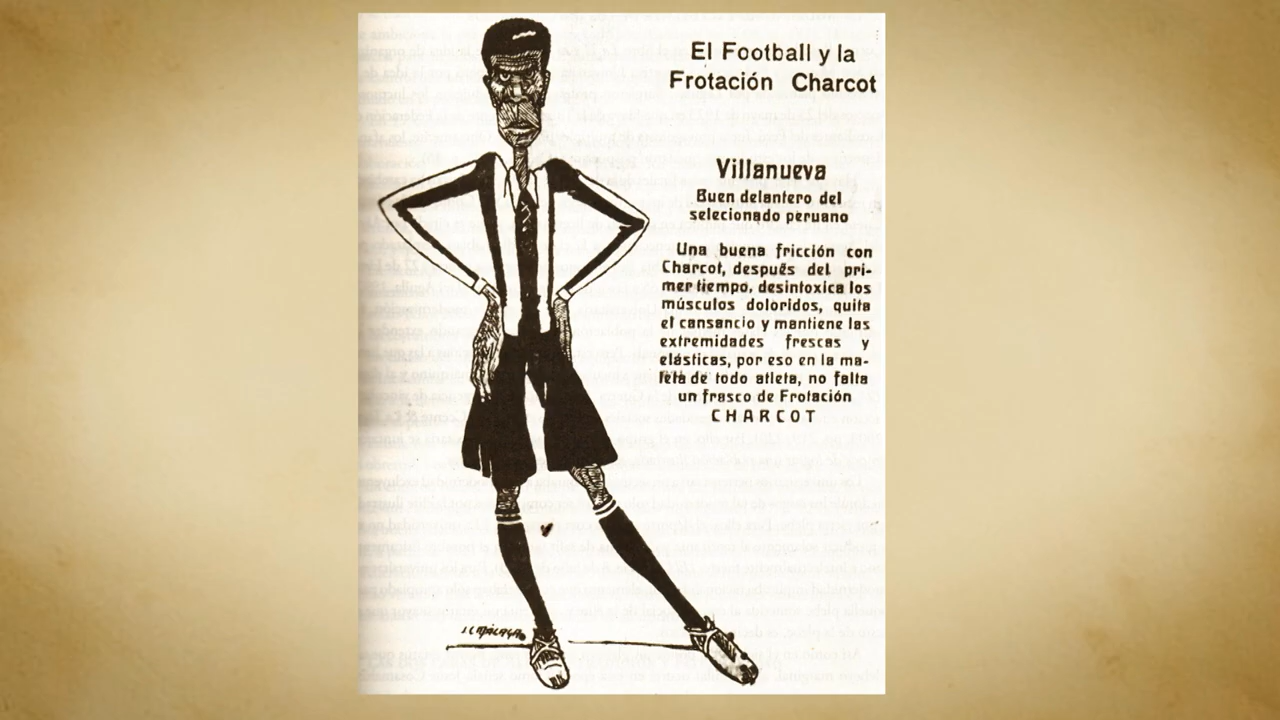 El Football y la
Frotación Charcot
Villanueva
Buen delantero del
selecionado peruano
Una buena fricción con
Charcot, después del pri-
mer tiempo, desintoxica los
músculos doloridos, quita
el cansancio y mantiene las
extremidades frescas y
elásticas, por eso en la ma-
leta de todo atleta, no falta
un frasco de Frotación
CHARCOT
J.C MÁLAGA